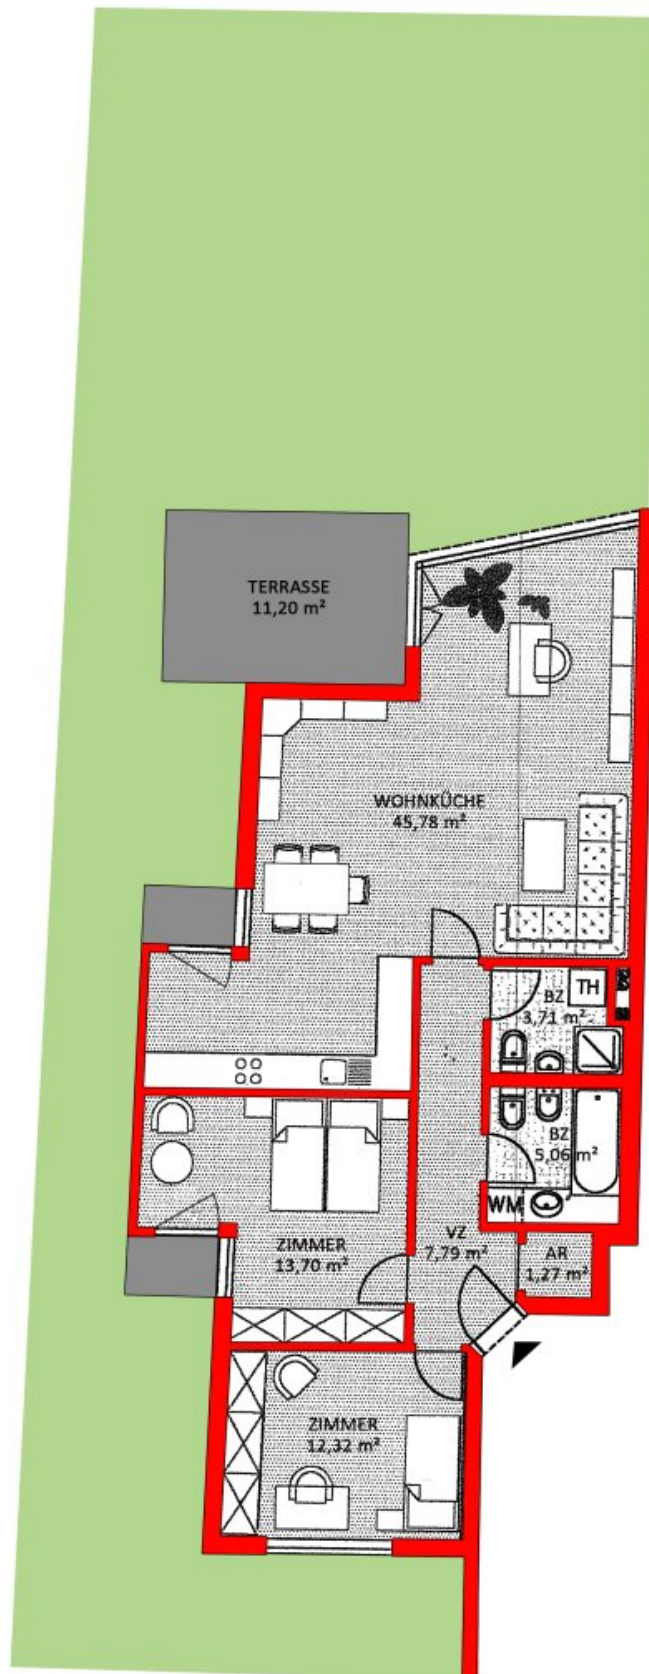 TERRASSE
11,20 m²
WOHNKÜCHE
45,78 m²
TH
BZ
3,71 m²
BZ
5,06 m²
WM
VZ
7,79 m²
AR
1,27 m²
ZIMMER
13,70 m²
ZIMMER
12,32 m²